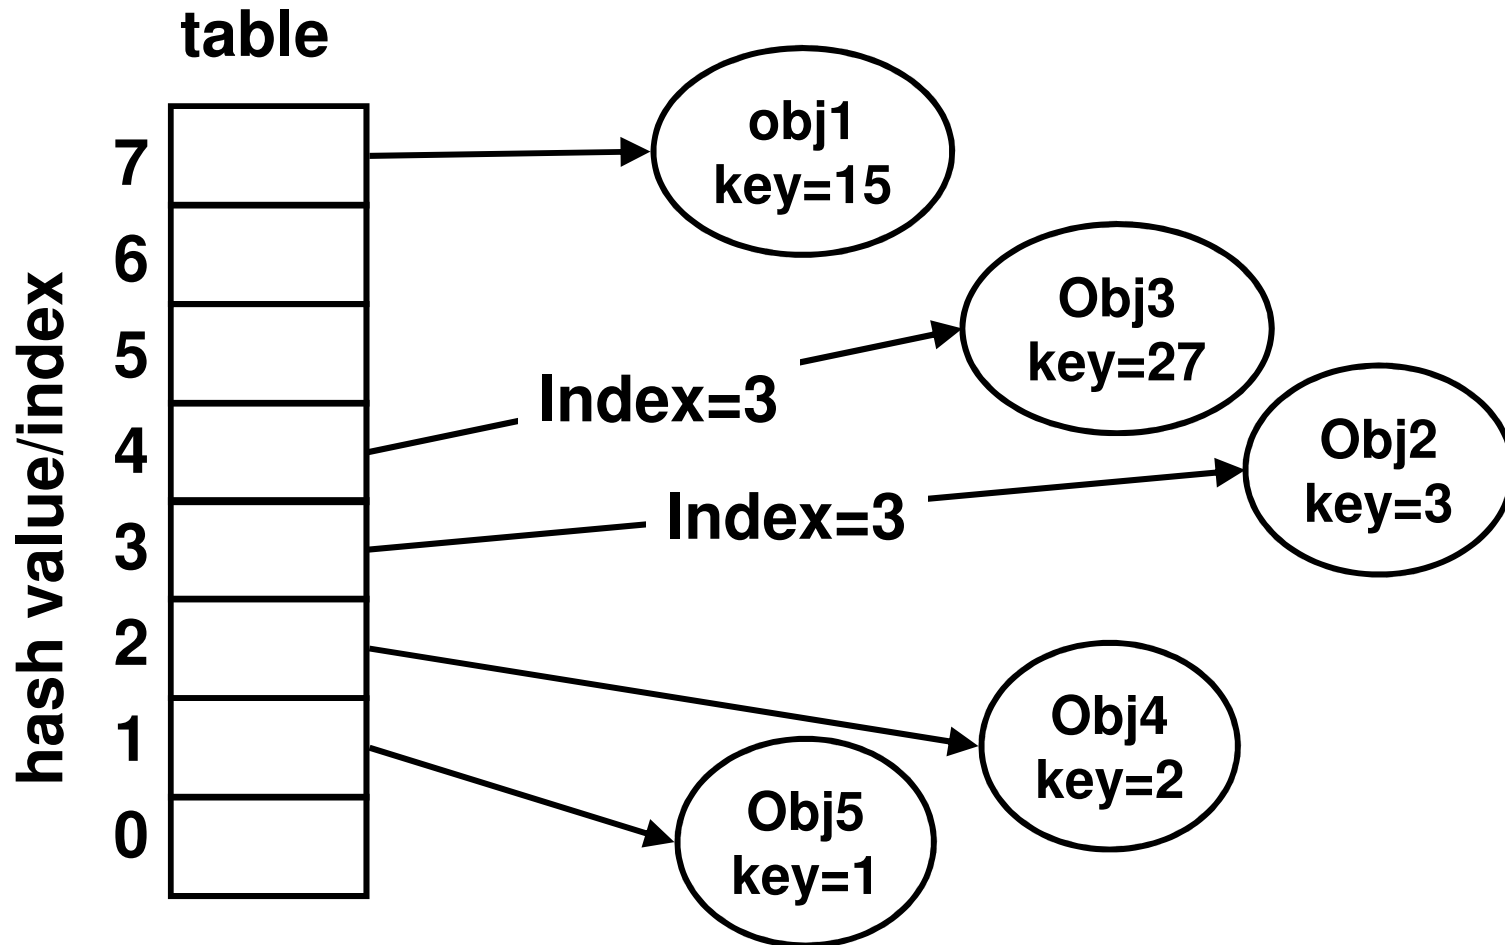 table
hash value/index
7
6
5
4
3
2
1
0
obj1
key=15
Obj3
key=27
Index=3
Obj2
key=3
Index=3
Obj4
key=2
Obj5
key=1